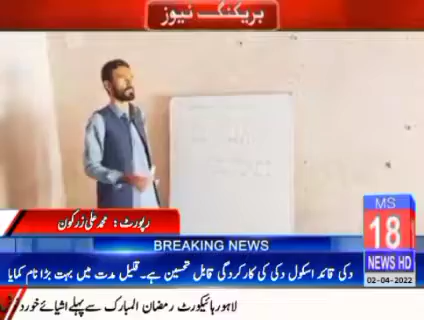 بریکنگ نیوز
رپورٹ: محمد علی زرکون
BREAKING NEWS
دکی قائد اسکول دکی کی کارکردگی قابل تحسین ہے۔ قلیل مدت میں بہت بڑا نام کمایا
MS
18
NEWS HD
02-04-2022
لاہور ہائیکورٹ رمضان المبارک سے پہلے اشیائے خورد